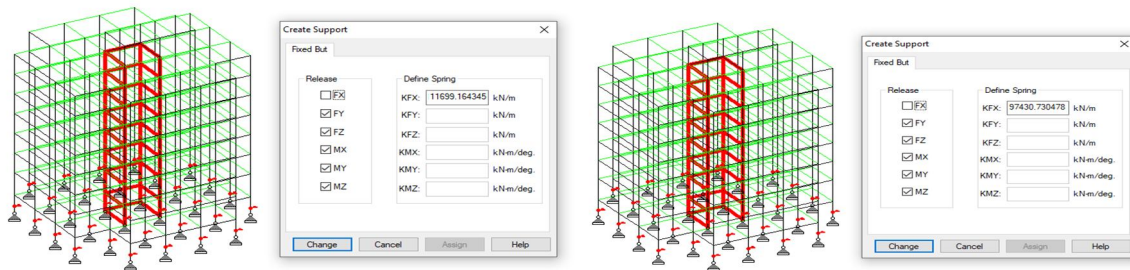 Create Support
Fixed But
Release
FX
FY
FZ
MX
MY
MZ
Define Spring
KFX: 11699.164345 kN/m
KFY: kN/m
KFZ: kN/m
KMX: kN-m/deg.
KMY: kN-m/deg.
KMZ: kN-m/deg.
Change Cancel Assign Help
Create Support
Fixed But
Release
FX
FY
FZ
MX
MY
MZ
Define Spring
KFX: 97430.730478 kN/m
KFY: kN/m
KFZ: kN/m
KMX: kN-m/deg.
KMY: kN-m/deg.
KMZ: kN-m/deg.
Change Cancel Assign Help